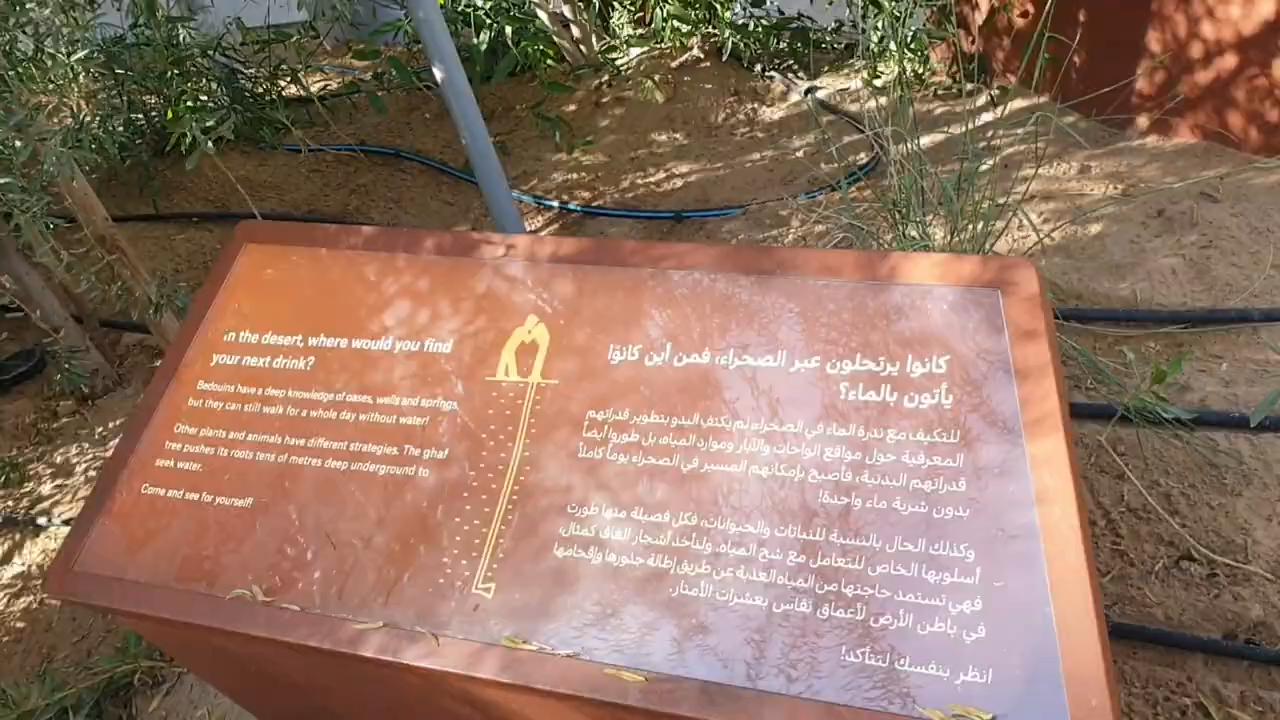 In the desert, where would you find
your next drink?
Bedouins have a deep knowledge of oases, wells and springs,
but they can still walk for a whole day without water!
Other plants and animals have different strategies. The ghaf
tree pushes its roots tens of metres deep underground to
seek water.
Come and see for yourself!
كانوا يرتحلون عبر الصحراء، فمن أين كانوا
يأتون بالماء؟
للتكيف مع ندرة الماء في الصحراء لم يكتف البدو بتطوير قدراتهم
المعرفية حول مواقع الواحات والآبار وموارد المياه، بل طوروا أيضاً
قدراتهم البدنية، فأصبح بإمكانهم المسير في الصحراء يوماً كاملاً
بدون شربة ماء واحدة!
وكذلك الحال بالنسبة للنباتات والحيوانات، فكل فصيلة منها طورت
أسلوبها الخاص للتعامل مع شح المياه. ولنأخذ أشجار الغاف كمثال،
فهي تستمد حاجتها من المياه العذبة عن طريق إطالة جذورها وإقحامها
في باطن الأرض لأعماق تقاس بعشرات الأمتار.
انظر بنفسك لتتأكد!